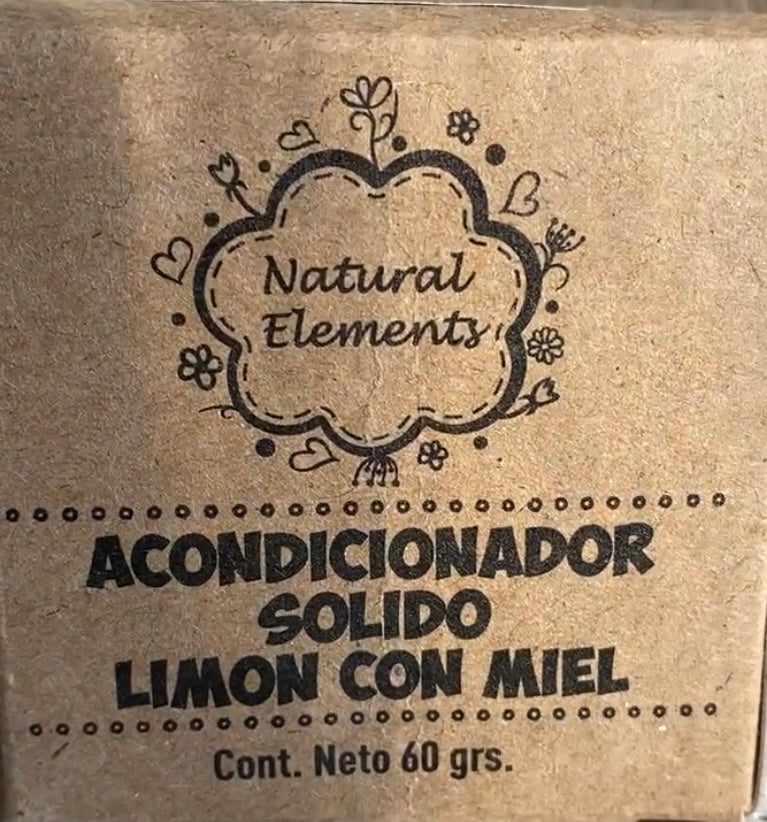 Natural
Elements
ACONDICIONADOR
SOLIDO
LIMON CON MIEL
Cont. Neto 60 grs.